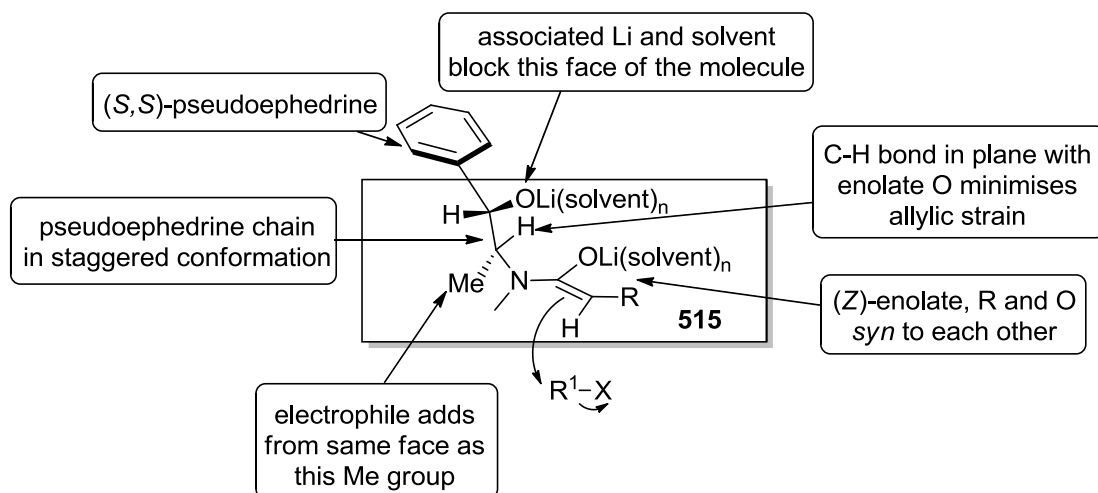 associated Li and solvent
block this face of the molecule
(S,S)-pseudoephedrine
C-H bond in plane with
enolate O minimises
allylic strain
pseudoephedrine chain
in staggered conformation
H
OLi(solvent)n
H
Me
N
OLi(solvent)n
R
H
515
(Z)-enolate, R and O
syn to each other
R1–X
electrophile adds
from same face as
this Me group